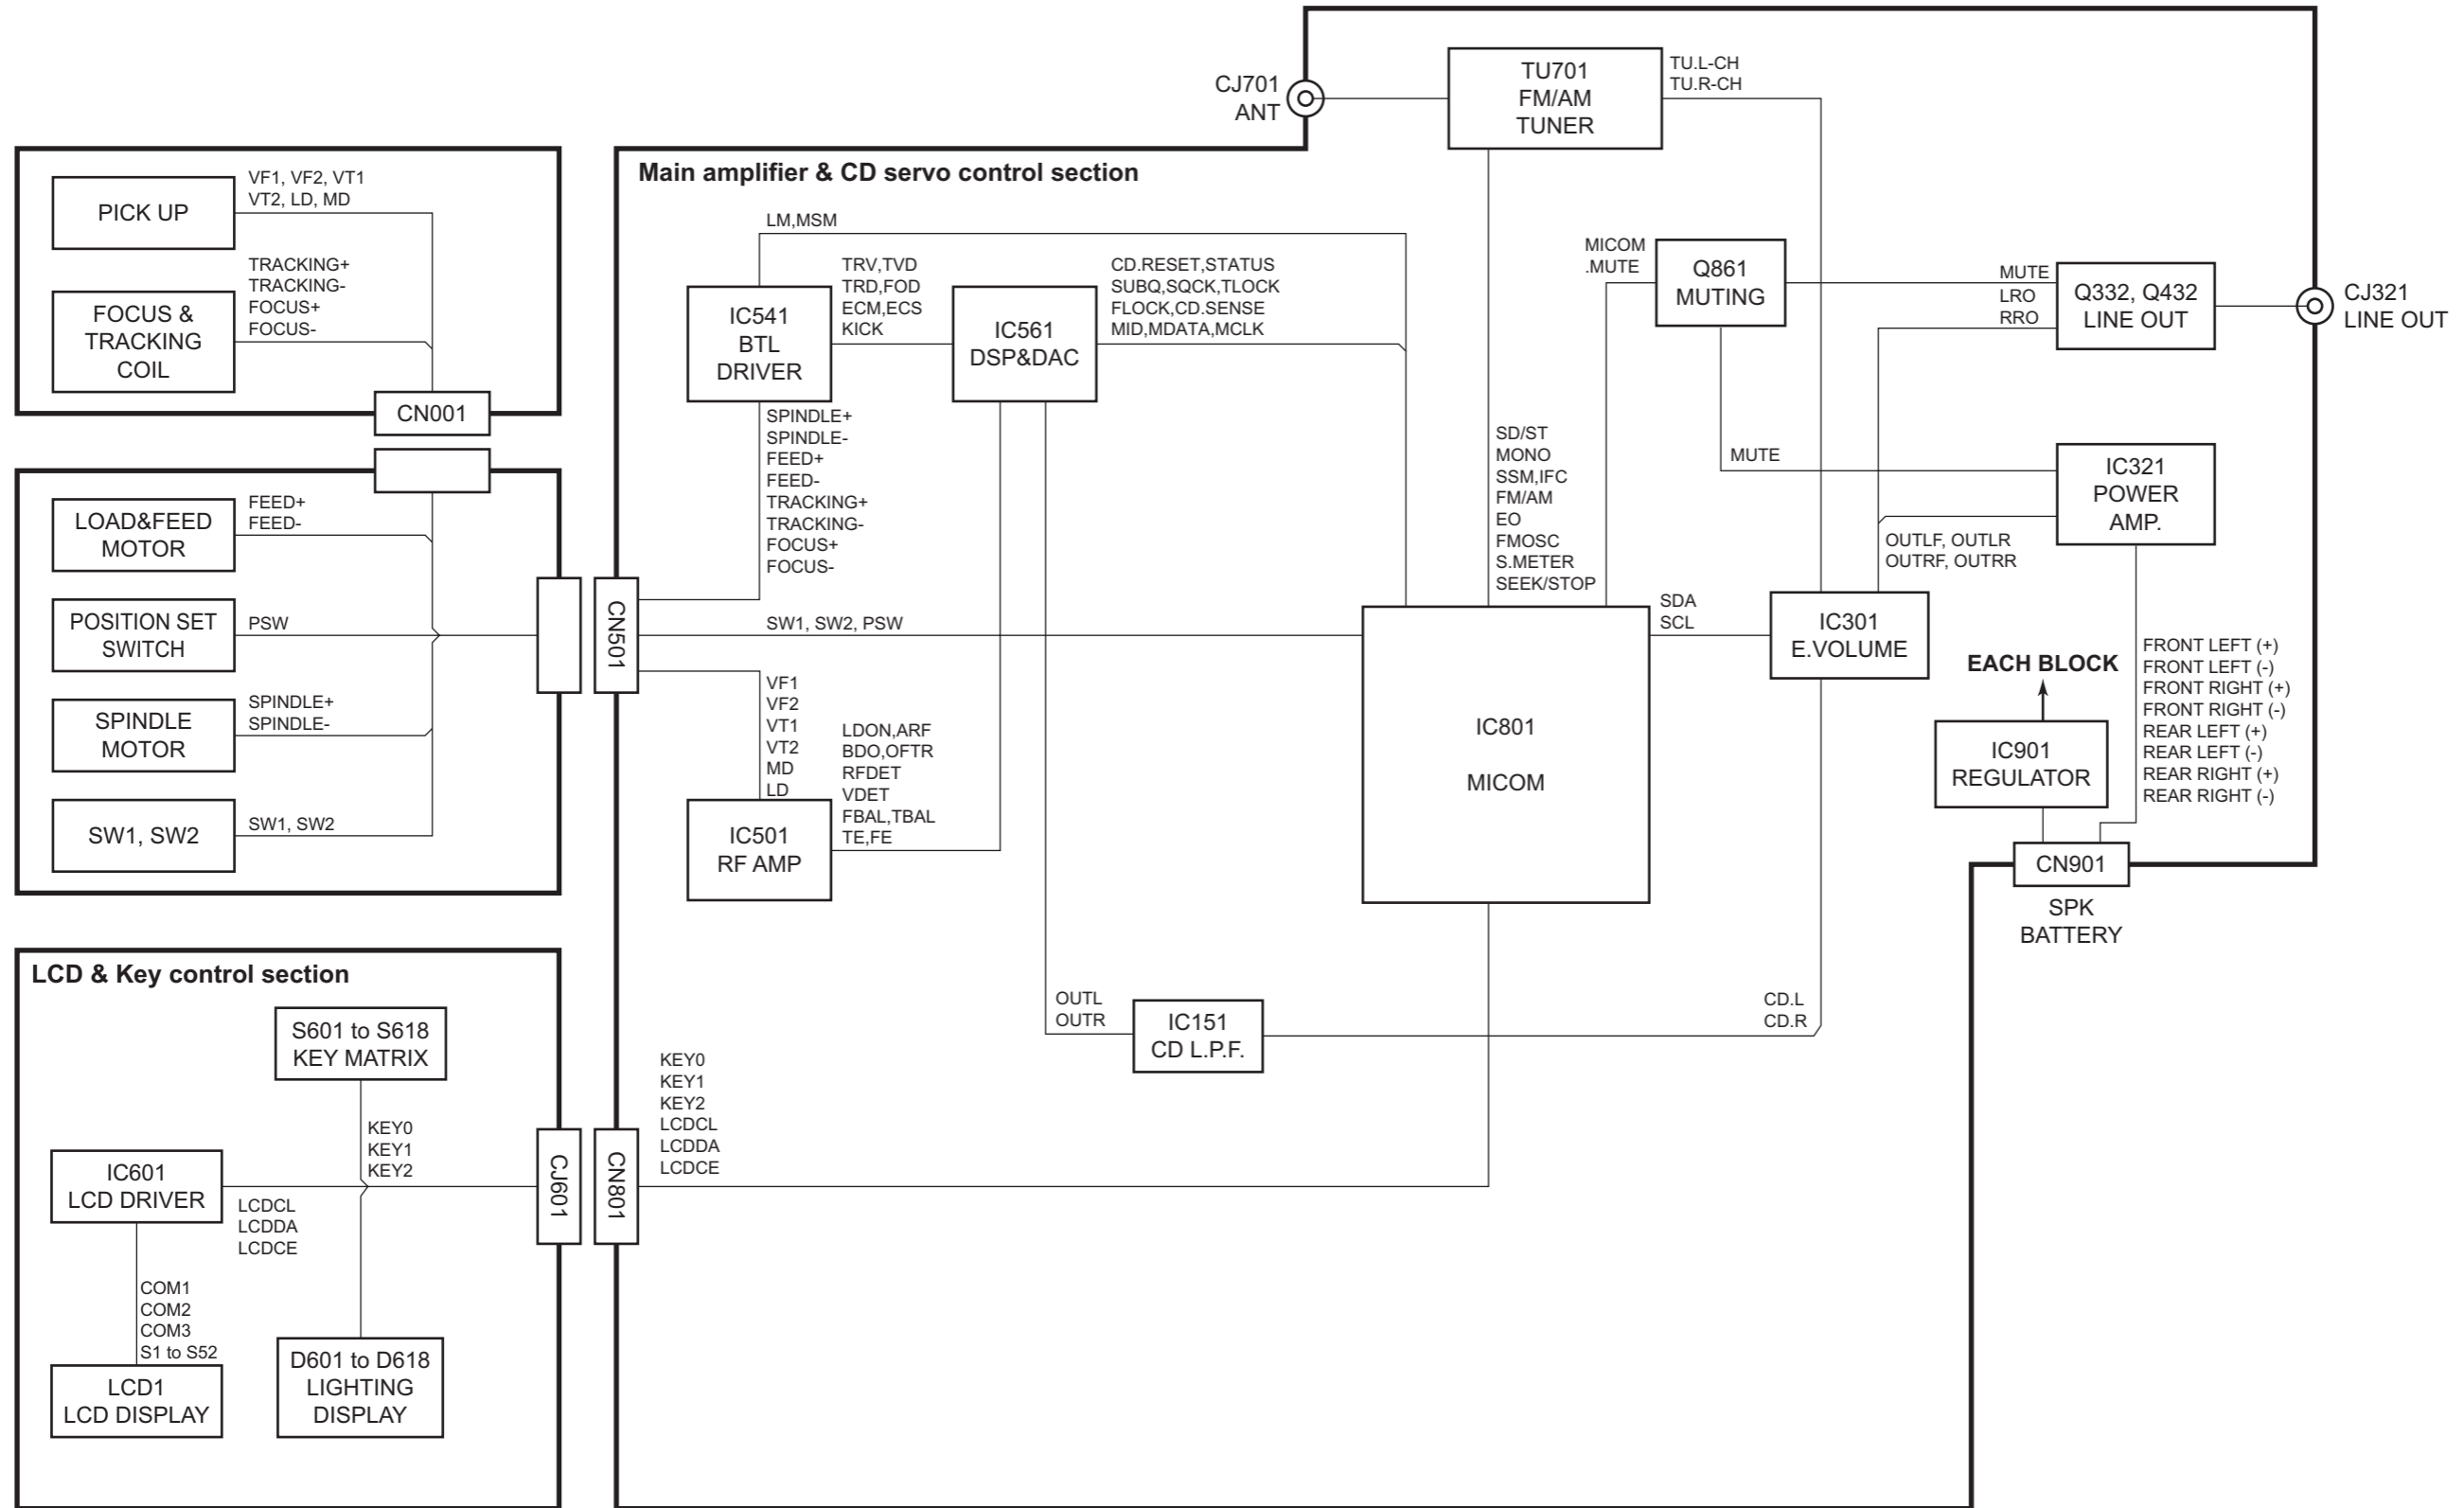 CJ701
ANT
TU701
FM/AM
TUNER
TU.L-CH
TU.R-CH
PICK UP
VF1, VF2, VT1
VT2, LD, MD
FOCUS &
TRACKING
COIL
TRACKING+
TRACKING-
FOCUS+
FOCUS-
CN001
LOAD&FEED
MOTOR
FEED+
FEED-
POSITION SET
SWITCH
PSW
SPINDLE
MOTOR
SPINDLE+
SPINDLE-
SW1, SW2
SW1, SW2
Main amplifier & CD servo control section
LM,MSM
IC541
BTL
DRIVER
TRV,TVD
TRD,FOD
ECM,ECS
KICK
IC561
DSP&DAC
CD.RESET,STATUS
SUBQ,SQCK,TLOCK
FLOCK,CD.SENSE
MID,MDATA,MCLK
SPINDLE+
SPINDLE-
FEED+
FEED-
TRACKING+
TRACKING-
FOCUS+
FOCUS-
CN501
SW1, SW2, PSW
VF1
VF2
VT1
VT2
MD
LD
IC501
RF AMP
LDON,ARF
BDO,OFTR
RFDET
VDET
FBAL,TBAL
TE,FE
MICOM
.MUTE
Q861
MUTING
MUTE
LRO
RRO
Q332, Q432
LINE OUT
CJ321
LINE OUT
SD/ST
MONO
SSM,IFC
FM/AM
EO
FMOSC
S.METER
SEEK/STOP
MUTE
IC321
POWER
AMP.
OUTLF, OUTLR
OUTRF, OUTRR
IC801
MICOM
SDA
SCL
IC301
E.VOLUME
EACH BLOCK
IC901
REGULATOR
FRONT LEFT (+)
FRONT LEFT (-)
FRONT RIGHT (+)
FRONT RIGHT (-)
REAR LEFT (+)
REAR LEFT (-)
REAR RIGHT (+)
REAR RIGHT (-)
CN901
SPK
BATTERY
OUTL
OUTR
IC151
CD L.P.F.
CD.L
CD.R
LCD & Key control section
S601 to S618
KEY MATRIX
KEY0
KEY1
KEY2
IC601
LCD DRIVER
LCDCL
LCDDA
LCDCE
COM1
COM2
COM3
S1 to S52
LCD1
LCD DISPLAY
D601 to D618
LIGHTING
DISPLAY
CJ601
CN801
KEY0
KEY1
KEY2
LCDCL
LCDDA
LCDCE